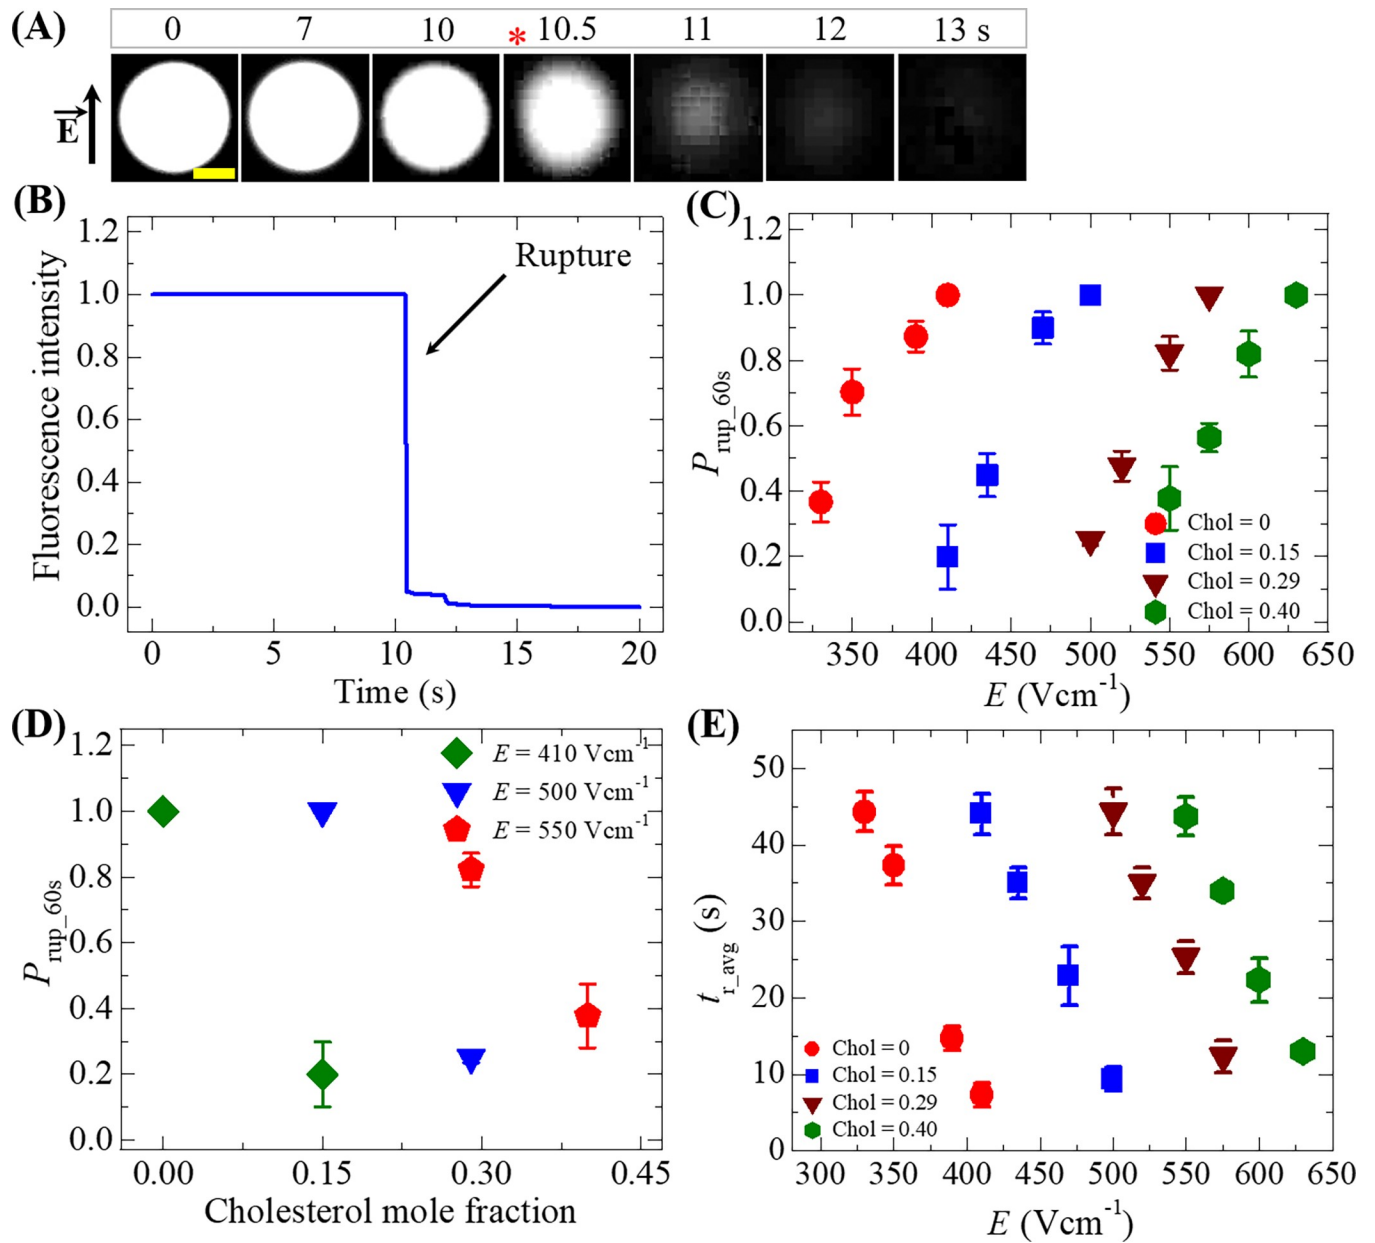 (A)
0 7 10 * 10.5 11 12 13 s
E
(B)
Fluorescence intensity
1.2
1.0
0.8
0.6
0.4
0.2
0.0
Rupture
0 5 10 15 20
Time (s)
(C)
Prup_60s
1.2
1.0
0.8
0.6
0.4
0.2
0.0
Chol = 0
Chol = 0.15
Chol = 0.29
Chol = 0.40
350 400 450 500 550 600 650
E (Vcm-1)
(D)
Prup_60s
1.2
1.0
0.8
0.6
0.4
0.2
0.0
E = 410 Vcm-1
E = 500 Vcm-1
E = 550 Vcm-1
0.00 0.15 0.30 0.45
Cholesterol mole fraction
(E)
tr_avg (s)
50
40
30
20
10
0
Chol = 0
Chol = 0.15
Chol = 0.29
Chol = 0.40
300 350 400 450 500 550 600 650
E (Vcm-1)